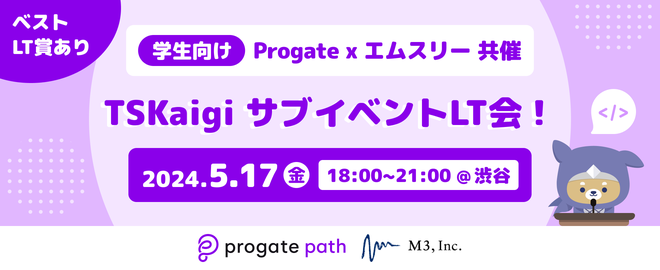 ベスト
LT賞あり
学生向け Progate x エムスリー 共催
TSKaigi サブイベントLT会！
2024.5.17 金 18:00~21:00 @ 渋谷
</>
progate path M3, Inc.